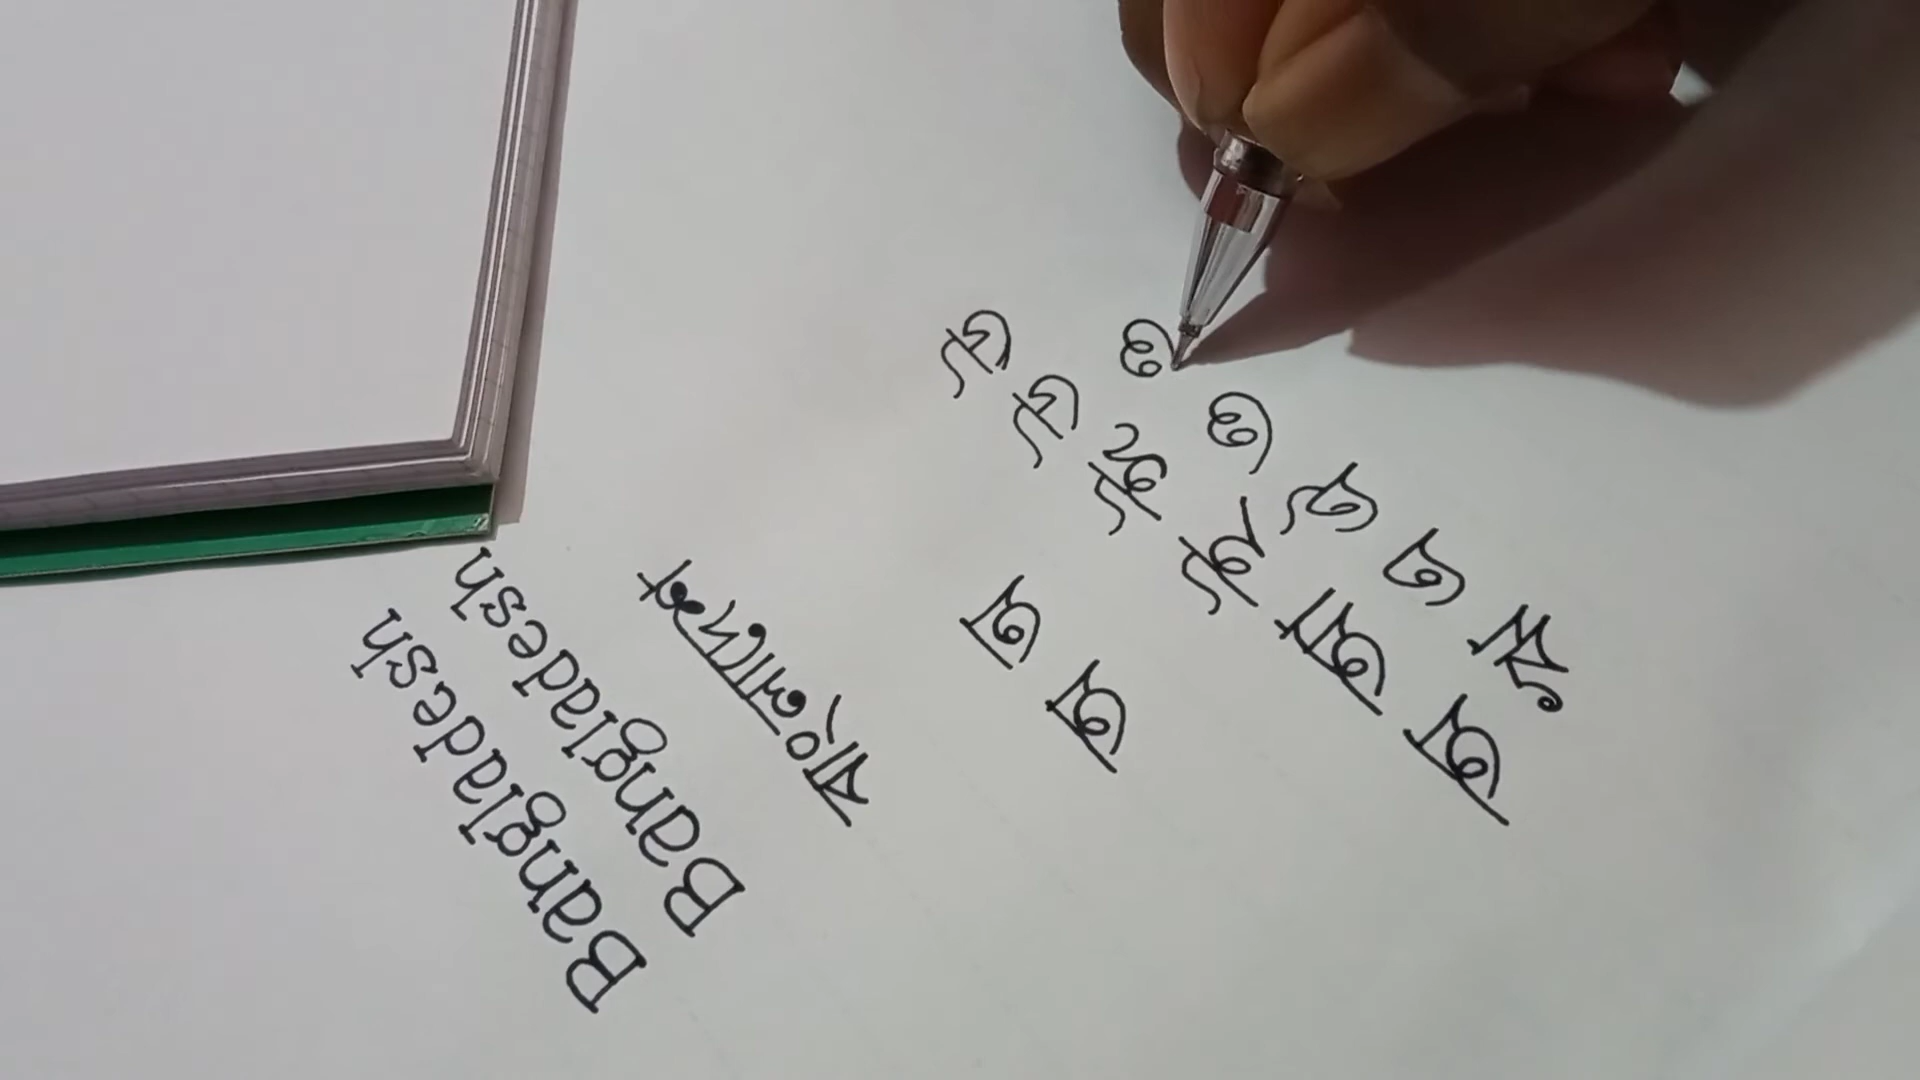 Bangladesh
Bangladesh
বাংলাদেশ
অ অ
অ আ ই ঈ উ উ
ঋ এ ঐ ও ও